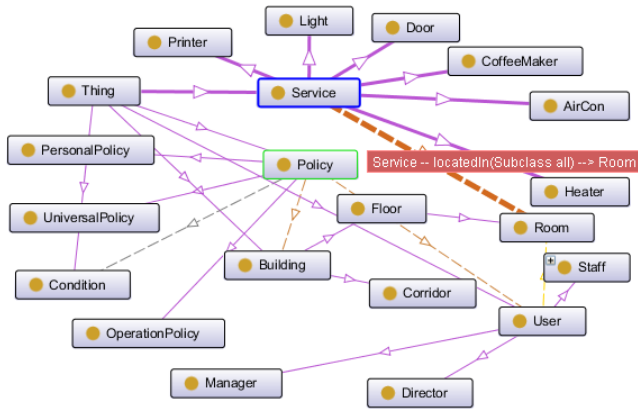 Light
Door
Printer
CoffeeMaker
Thing
Service
AirCon
PersonalPolicy
Policy
Service -- locatedIn(Subclass all) --> Room
Heater
UniversalPolicy
Floor
Room
Building
Staff
Condition
Corridor
OperationPolicy
User
Manager
Director